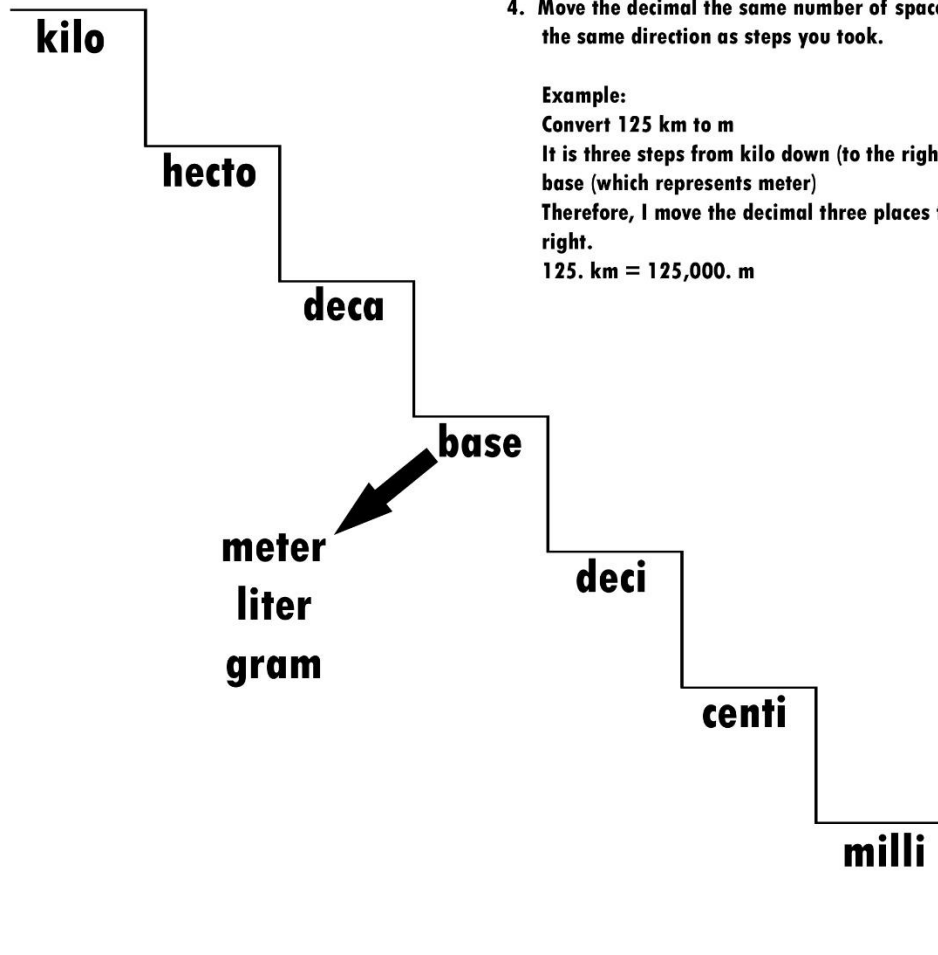 4. Move the decimal the same number of
the same direction as steps you took.
Example:
Convert 125 km to m
It is three steps from kilo down (to the
base (which represents meter)
Therefore, I move the decimal three places
right.
125. km = 125,000. m
kilo
hecto
deca
base
meter
liter
gram
deci
centi
milli